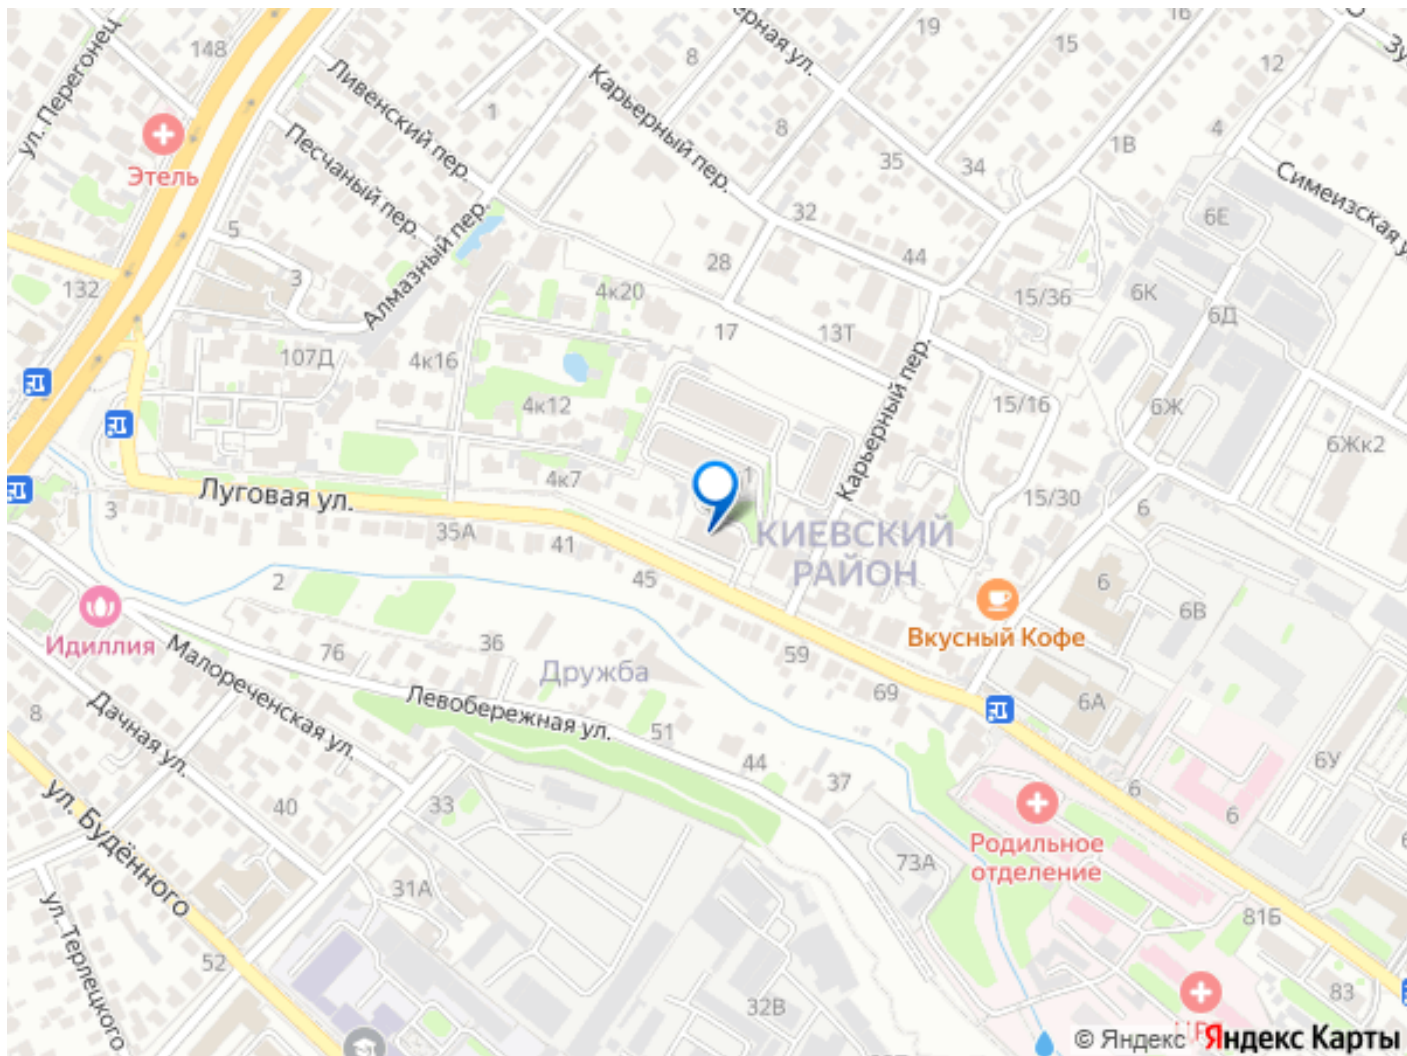 148
ул. Перегонец
Этель
Ливенский пер.
Песчаный пер.
Алмазный пер.
1
8
ерная ул.
Карьерный пер.
8
19
15
16
12
4
1В
35
34
32
44
28
17
13Т
15/36
6К
6Е
6Д
Симеизская у
5
3
132
107Д
4к16
4к20
4к12
4к7
1
Карьерный пер.
15/16
6Ж
6Жк2
15/30
6
Луговая ул.
3
35А
41
45
КИЕВСКИЙ
РАЙОН
Вкусный Кофе
6
6В
2
Идиллия
76
36
Дружба
59
69
6А
6У
Малореченская ул.
Левобережная ул.
51
44
37
8
Дачная ул.
40
33
ул. Будённого
31А
73А
Родильное
отделение
6
6
81Б
ул. Терлецкого
52
32В
83
© Яндекс
Яндекс Карты